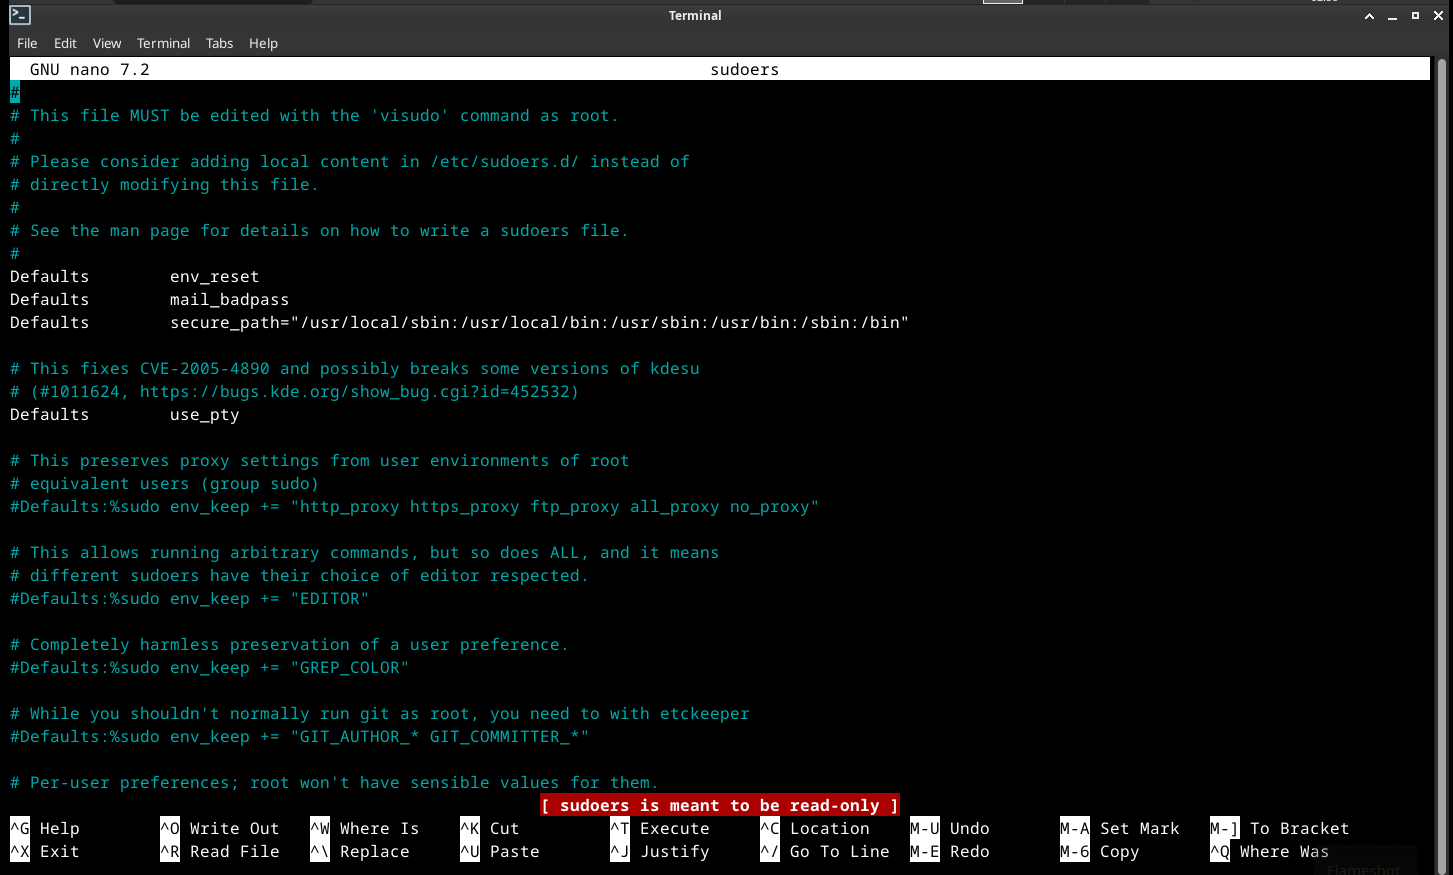 Terminal
File Edit View Terminal Tabs Help
GNU nano 7.2 sudoers
#
# This file MUST be edited with the 'visudo' command as root.
#
# Please consider adding local content in /etc/sudoers.d/ instead of
# directly modifying this file.
#
# See the man page for details on how to write a sudoers file.
#
Defaults        env_reset
Defaults        mail_badpass
Defaults        secure_path="/usr/local/sbin:/usr/local/bin:/usr/sbin:/usr/bin:/sbin:/bin"
# This fixes CVE-2005-4890 and possibly breaks some versions of kdesu
# (#1011624, https://bugs.kde.org/show_bug.cgi?id=452532)
Defaults        use_pty
# This preserves proxy settings from user environments of root
# equivalent users (group sudo)
#Defaults:%sudo env_keep += "http_proxy https_proxy ftp_proxy all_proxy no_proxy"
# This allows running arbitrary commands, but so does ALL, and it means
# different sudoers have their choice of editor respected.
#Defaults:%sudo env_keep += "EDITOR"
# Completely harmless preservation of a user preference.
#Defaults:%sudo env_keep += "GREP_COLOR"
# While you shouldn't normally run git as root, you need to with etckeeper
#Defaults:%sudo env_keep += "GIT_AUTHOR_* GIT_COMMITTER_*"
# Per-user preferences; root won't have sensible values for them.
[ sudoers is meant to be read-only ]
^G Help ^O Write Out ^W Where Is ^K Cut ^T Execute ^C Location M-U Undo M-A Set Mark M-] To Bracket
^X Exit ^R Read File ^\ Replace ^U Paste ^J Justify ^/ Go To Line M-E Redo M-6 Copy ^Q Where Was
Flameshot